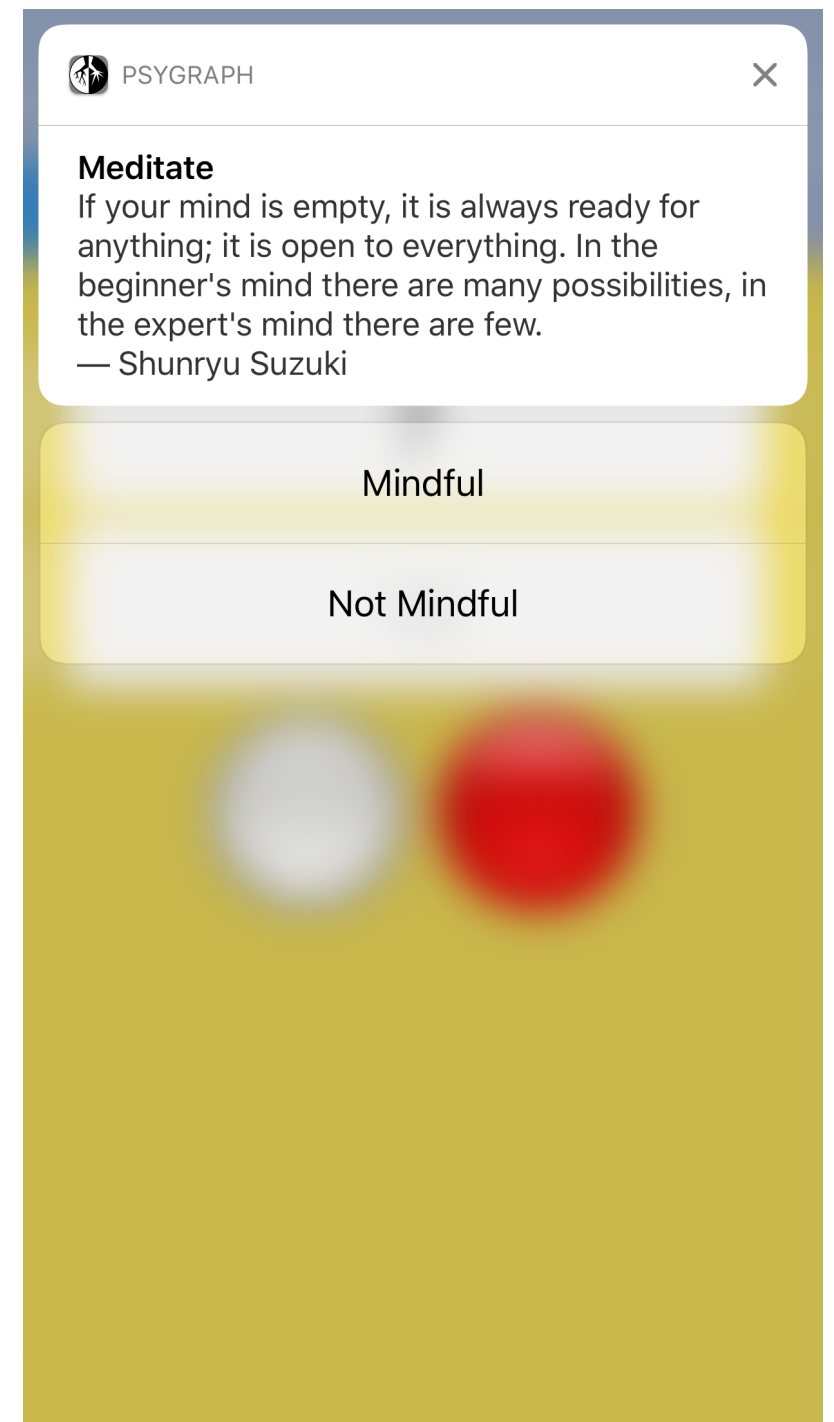 PSYGRAPH
Meditate
If your mind is empty, it is always ready for
anything; it is open to everything. In the
beginner's mind there are many possibilities, in
the expert's mind there are few.
— Shunryu Suzuki
Mindful
Not Mindful